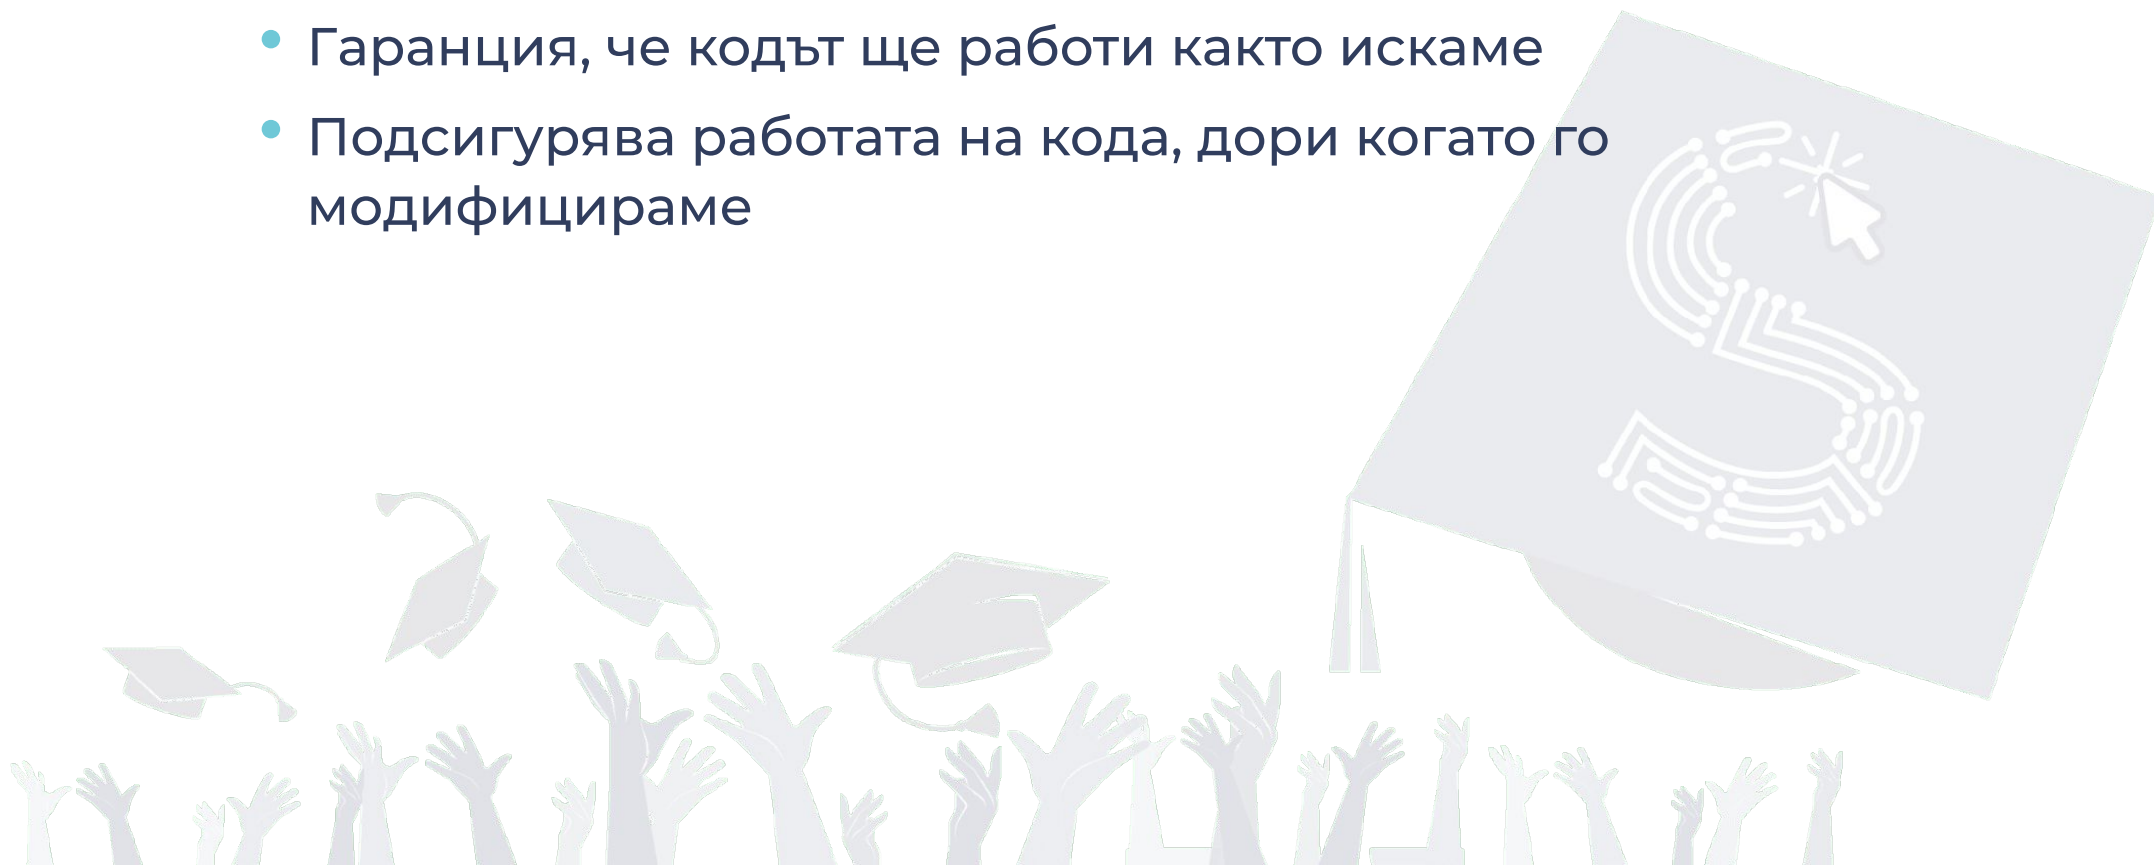 • Гаранция, че кодът ще работи както искаме
• Подсигурява работата на кода, дори когато го
модифицираме